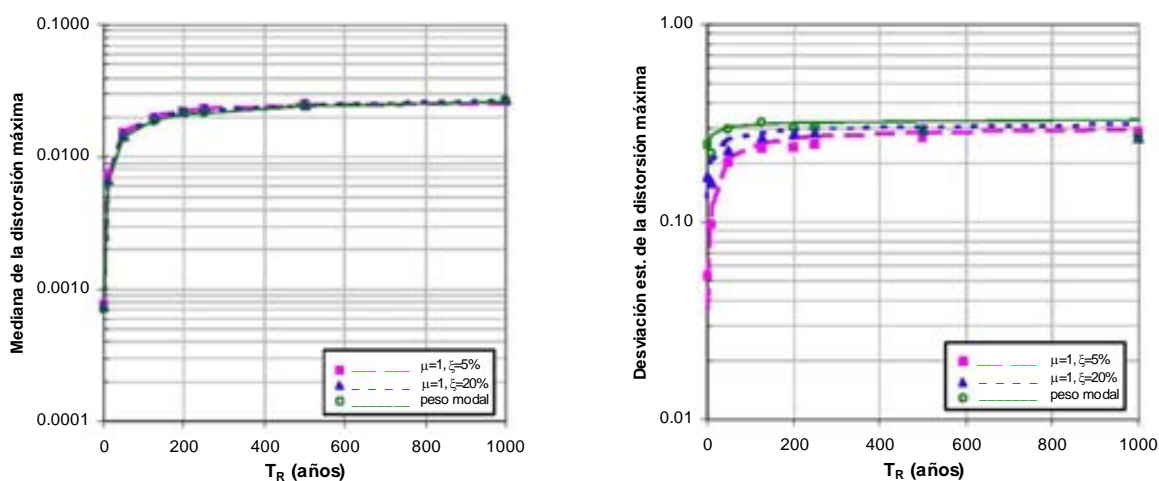 Mediana de la distorsión máxima
0.1000
0.0100
0.0010
0.0001
0
200
400
600
800
1000
T_R (años)
μ=1, ξ=5%
μ=1, ξ=20%
peso modal
Desviación est. de la distorsión máxima
1.00
0.10
0.01
0
200
400
600
800
1000
T_R (años)
μ=1, ξ=5%
μ=1, ξ=20%
peso modal